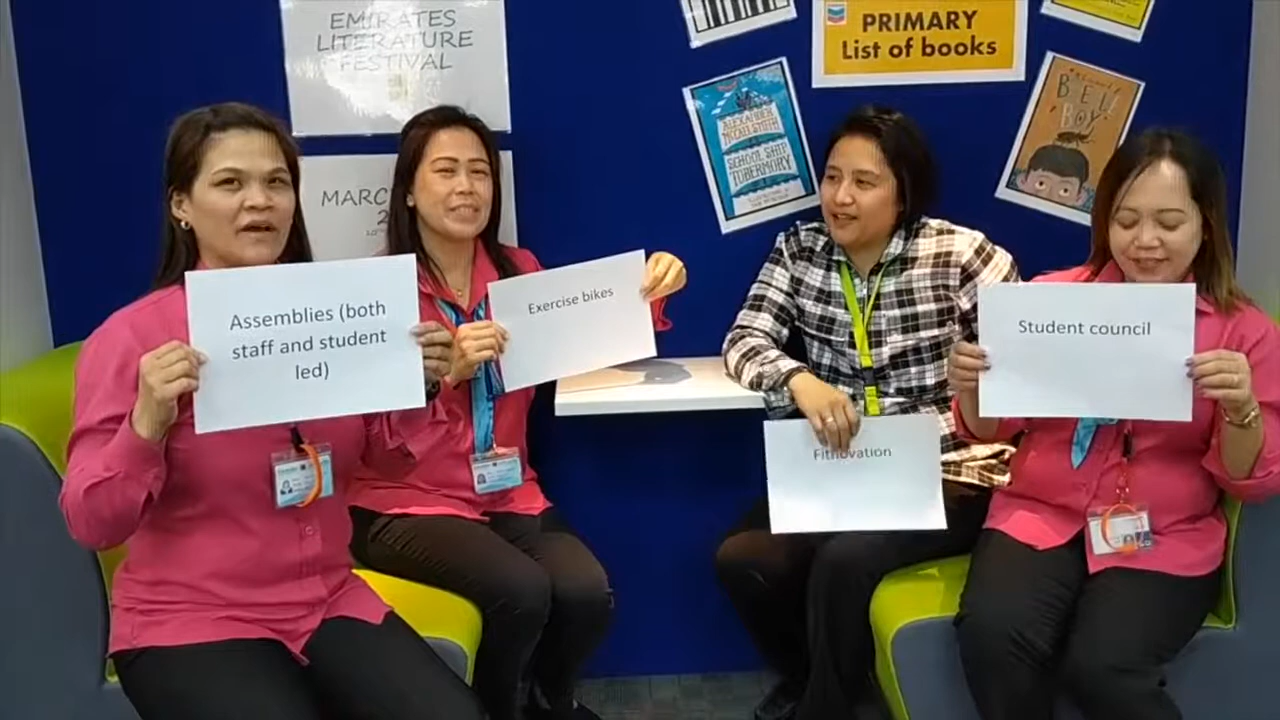 EMIRATES
LITERATURE
FESTIVAL
PRIMARY
List of books
ALEXANDER
McCALL SMITH
SCHOOL SHIP
TOBERMORY
BELL
BOY
Assemblies (both
staff and student
led)
Exercise bikes
Fitnovation
Student council